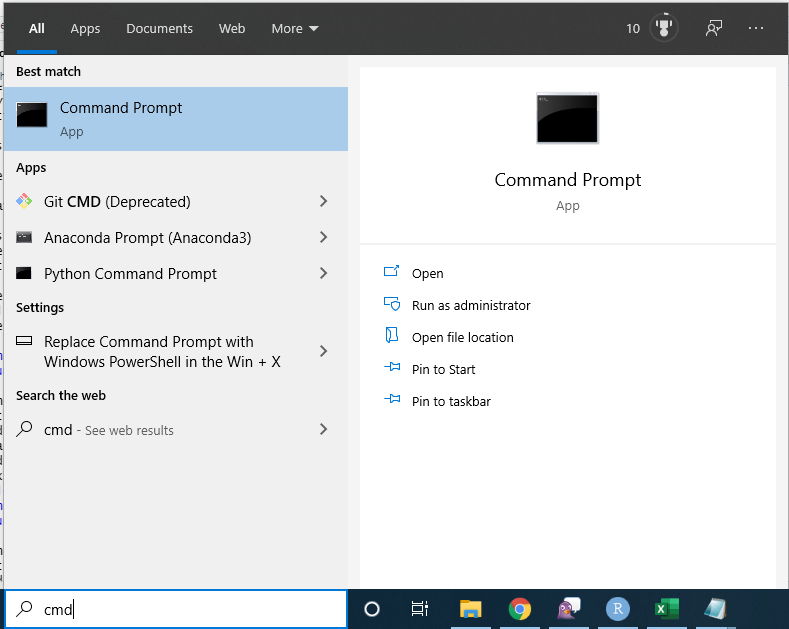 All Apps Documents Web More 10 ...
Best match
Command Prompt
App
Apps
Git CMD (Deprecated)
Anaconda Prompt (Anaconda3)
Python Command Prompt
Settings
Replace Command Prompt with
Windows PowerShell in the Win + X
Search the web
cmd - See web results
Command Prompt
App
Open
Run as administrator
Open file location
Pin to Start
Pin to taskbar
cmd
R
X